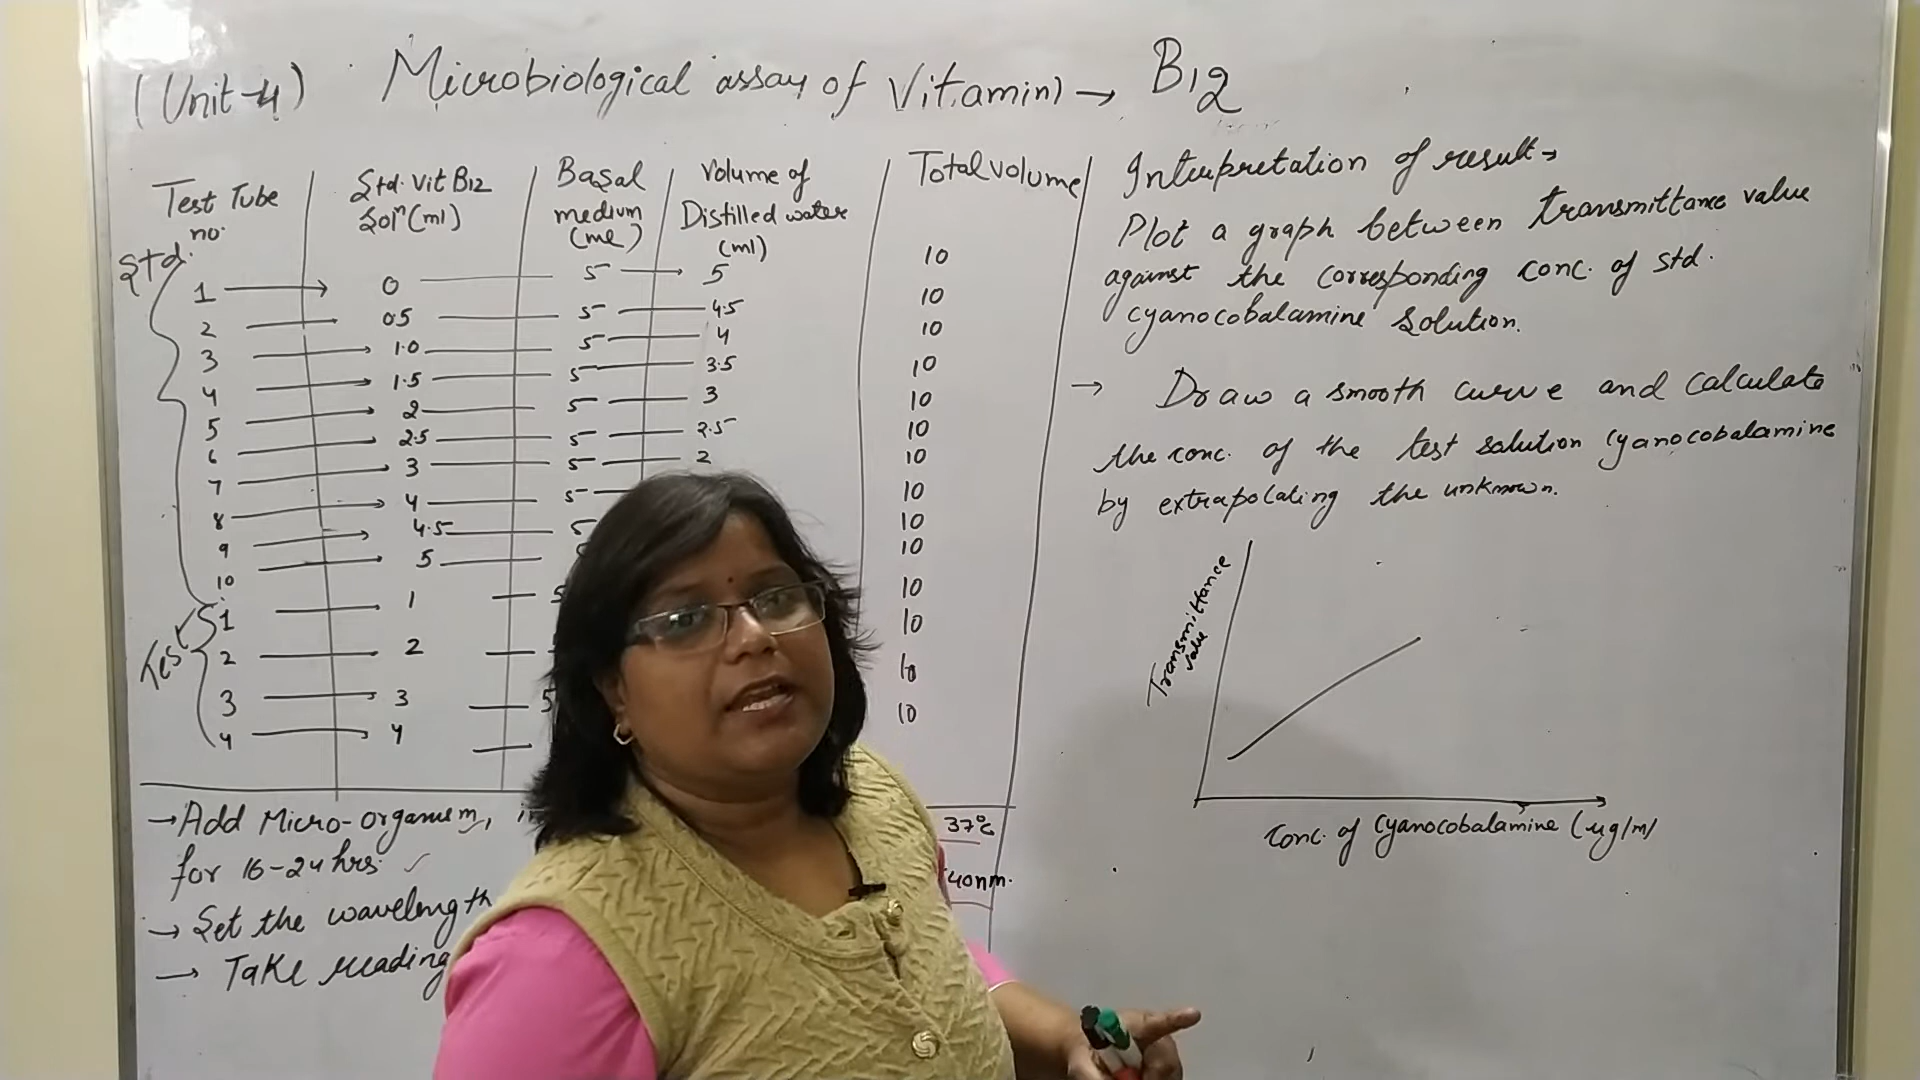 (Unit-4) Microbiological assay of Vitamin → B12
Test Tube no. Std. Vit B12 Solⁿ (ml) Basal medium (ml) Volume of Distilled water (ml) Total volume
Std.
1 → 0 5 → 5 10
2 → 0.5 5 4.5 10
3 → 1.0 5 4 10
4 → 1.5 5 3.5 10
5 → 2 5 3 10
6 → 2.5 5 2.5 10
7 → 3 5 2 10
8 → 4 5 10
9 → 4.5 5 10
10 → 5 10
Test
1 1 5 10
2 2 10
3 3 5 10
4 4 10
→ Add Micro-organism, 37°c
for 16-24 hrs.
→ Set the wavelength 40nm.
→ Take reading
Interpretation of result→
Plot a graph between transmittance value
against the corresponding conc. of std.
cyanocobalamine solution.
→ Draw a smooth curve and calculate
the conc. of the test solution cyanocobalamine
by extrapolating the unknown.
Transmittance
value
Conc. of Cyanocobalamine (ug/ml